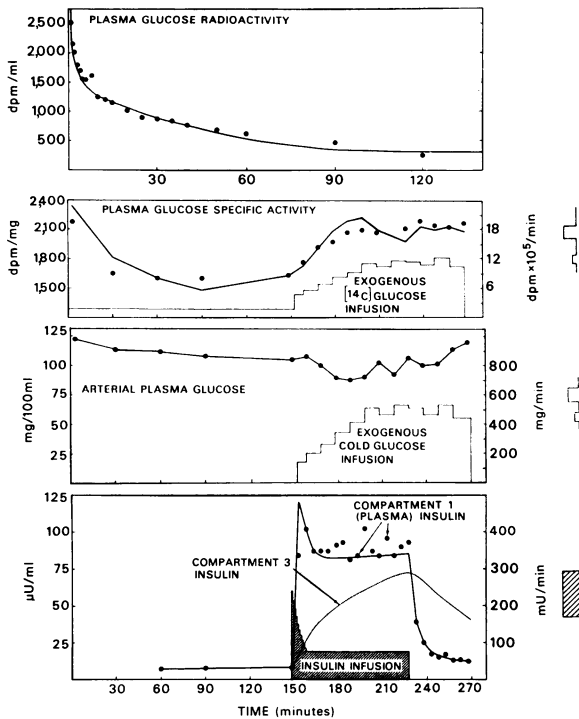 PLASMA GLUCOSE RADIOACTIVITY
2,500
2,000
1,500
1,000
500
dpm/ml
30
60
90
120
PLASMA GLUCOSE SPECIFIC ACTIVITY
2400
2100
1,800
1,500
dpm/mg
18
12
6
dpm×10⁵/min
EXOGENOUS
[¹⁴C] GLUCOSE
INFUSION
125
100
75
50
25
mg/100ml
ARTERIAL PLASMA GLUCOSE
800
600
400
200
mg/min
EXOGENOUS
COLD GLUCOSE
INFUSION
125
100
75
50
25
μU/ml
COMPARTMENT 1
(PLASMA) INSULIN
COMPARTMENT 3
INSULIN
400
300
200
100
mU/min
INSULIN INFUSION
30
60
90
120
150
180
210
240
270
TIME (minutes)